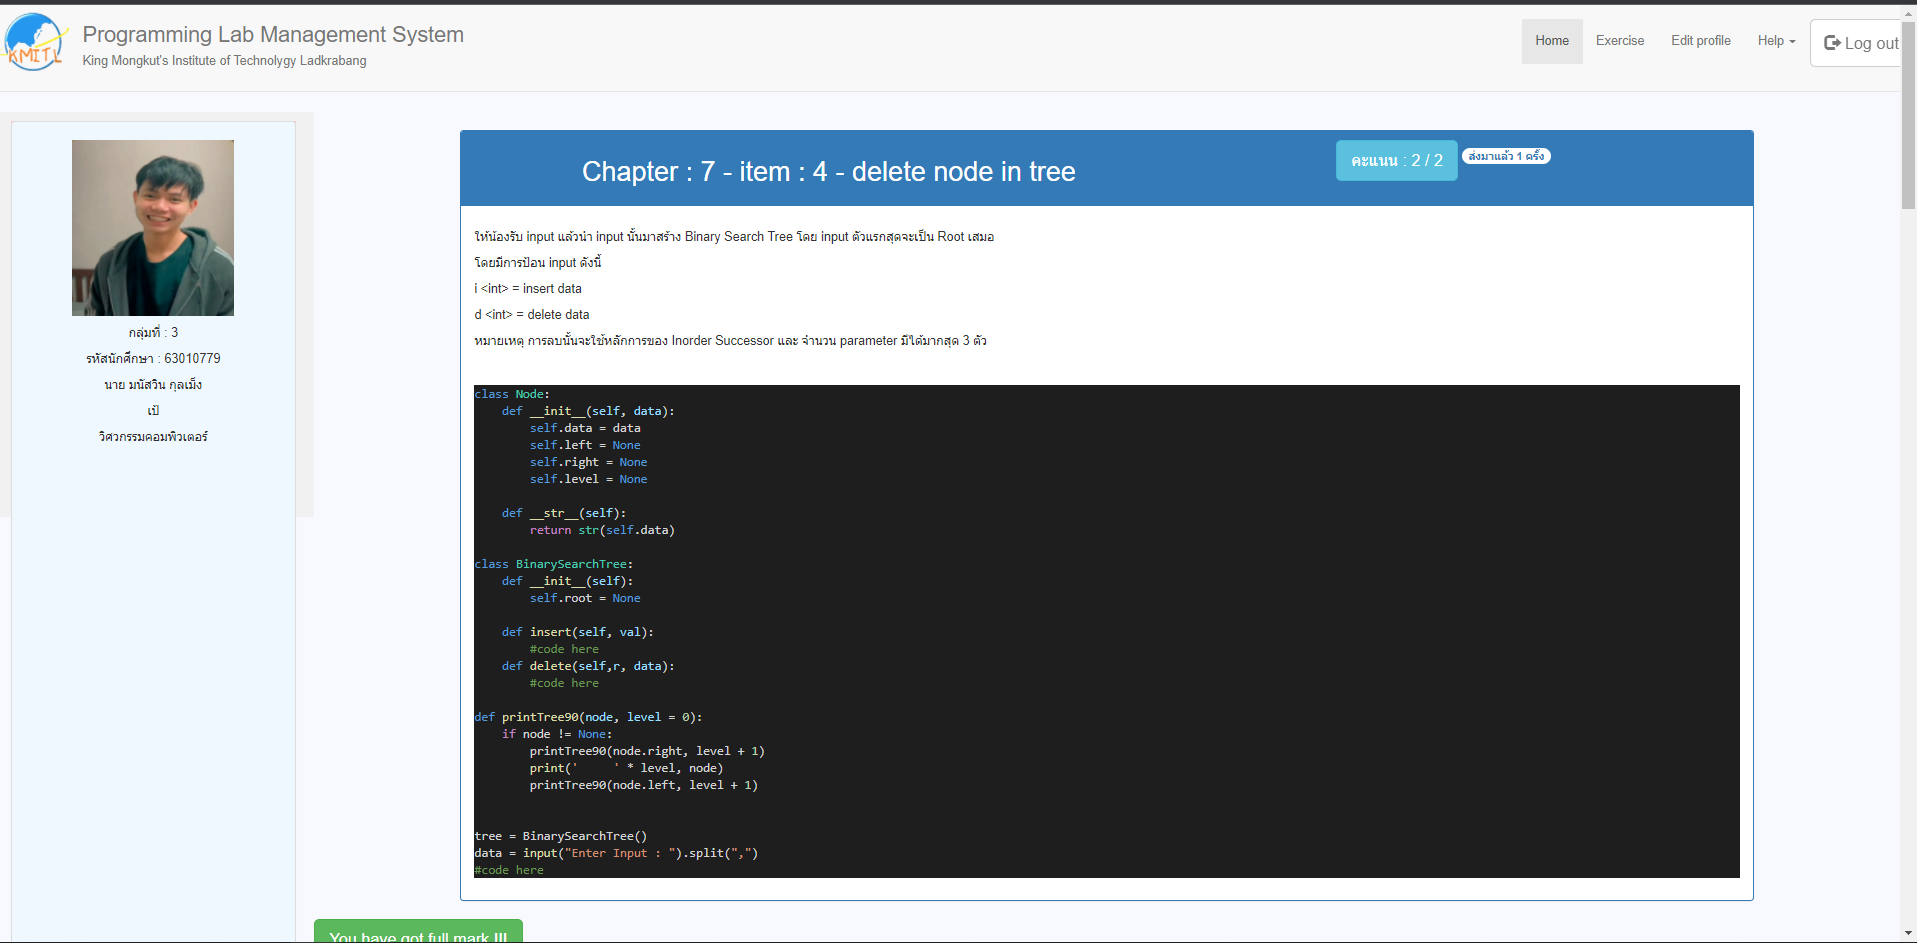 KMITL
Programming Lab Management System
King Mongkut's Institute of Technolygy Ladkrabang
Home
Exercise
Edit profile
Help
Log out
กลุ่มที่ : 3
รหัสนักศึกษา : 63010779
นาย มนัสวิน กุลเม็ง
เป้
วิศวกรรมคอมพิวเตอร์
Chapter : 7 - item : 4 - delete node in tree
คะแนน : 2 / 2
ส่งมาแล้ว 1 ครั้ง
ให้น้องรับ input แล้วนำ input นั้นมาสร้าง Binary Search Tree โดย input ตัวแรกสุดจะเป็น Root เสมอ
โดยมีการป้อน input ดังนี้
i <int> = insert data
d <int> = delete data
หมายเหตุ การลบนั้นจะใช้หลักการของ Inorder Successor และ จำนวน parameter มีได้มากสุด 3 ตัว
class Node:
    def __init__(self, data):
        self.data = data
        self.left = None
        self.right = None
        self.level = None
    def __str__(self):
        return str(self.data)
class BinarySearchTree:
    def __init__(self):
        self.root = None
    def insert(self, val):
        #code here
    def delete(self,r, data):
        #code here
def printTree90(node, level = 0):
    if node != None:
        printTree90(node.right, level + 1)
        print('     ' * level, node)
        printTree90(node.left, level + 1)
tree = BinarySearchTree()
data = input("Enter Input : ").split(",")
#code here
You have got full mark !!!